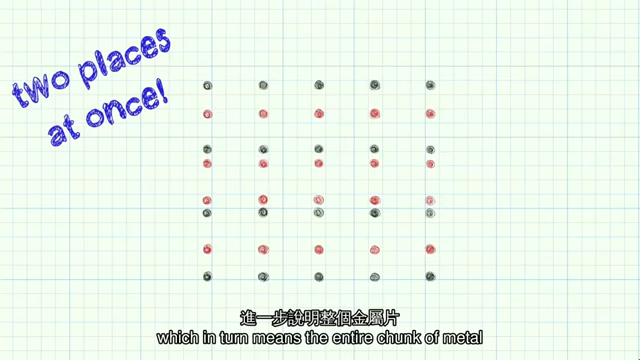 two places
at once!
進一步說明整個金屬片
which in turn means the entire chunk of metal